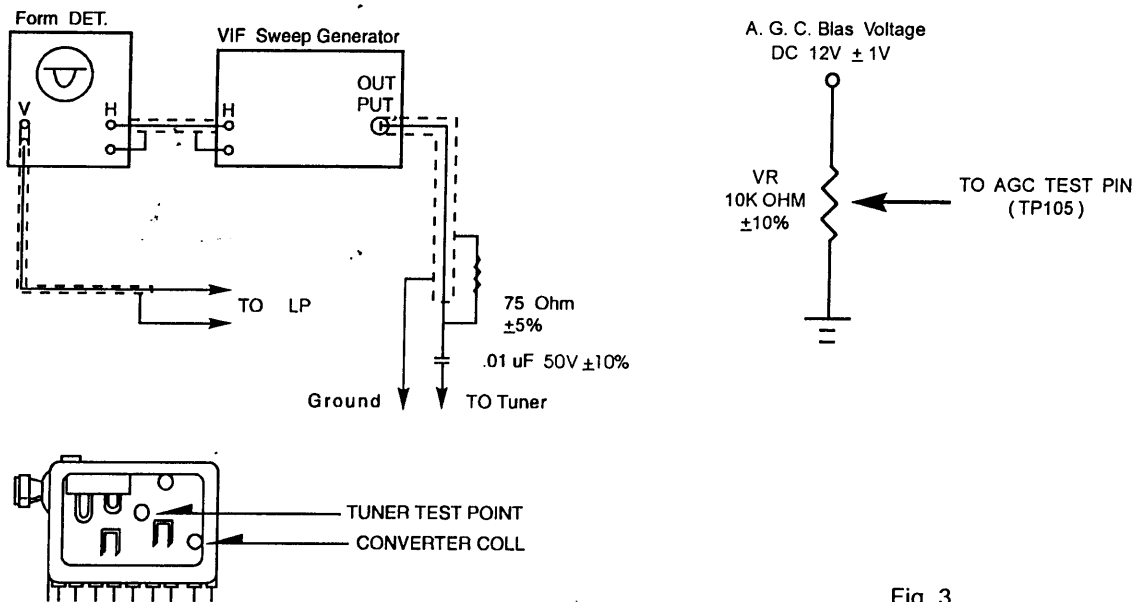 Form DET.
VIF Sweep Generator
V
H
H
OUT
PUT
TO LP
75 Ohm
±5%
.01 uF 50V ±10%
Ground
TO Tuner
A. G. C. Blas Voltage
DC 12V ± 1V
VR
10K OHM
±10%
TO AGC TEST PIN
(TP105)
TUNER TEST POINT
CONVERTER COLL
Fig. 3